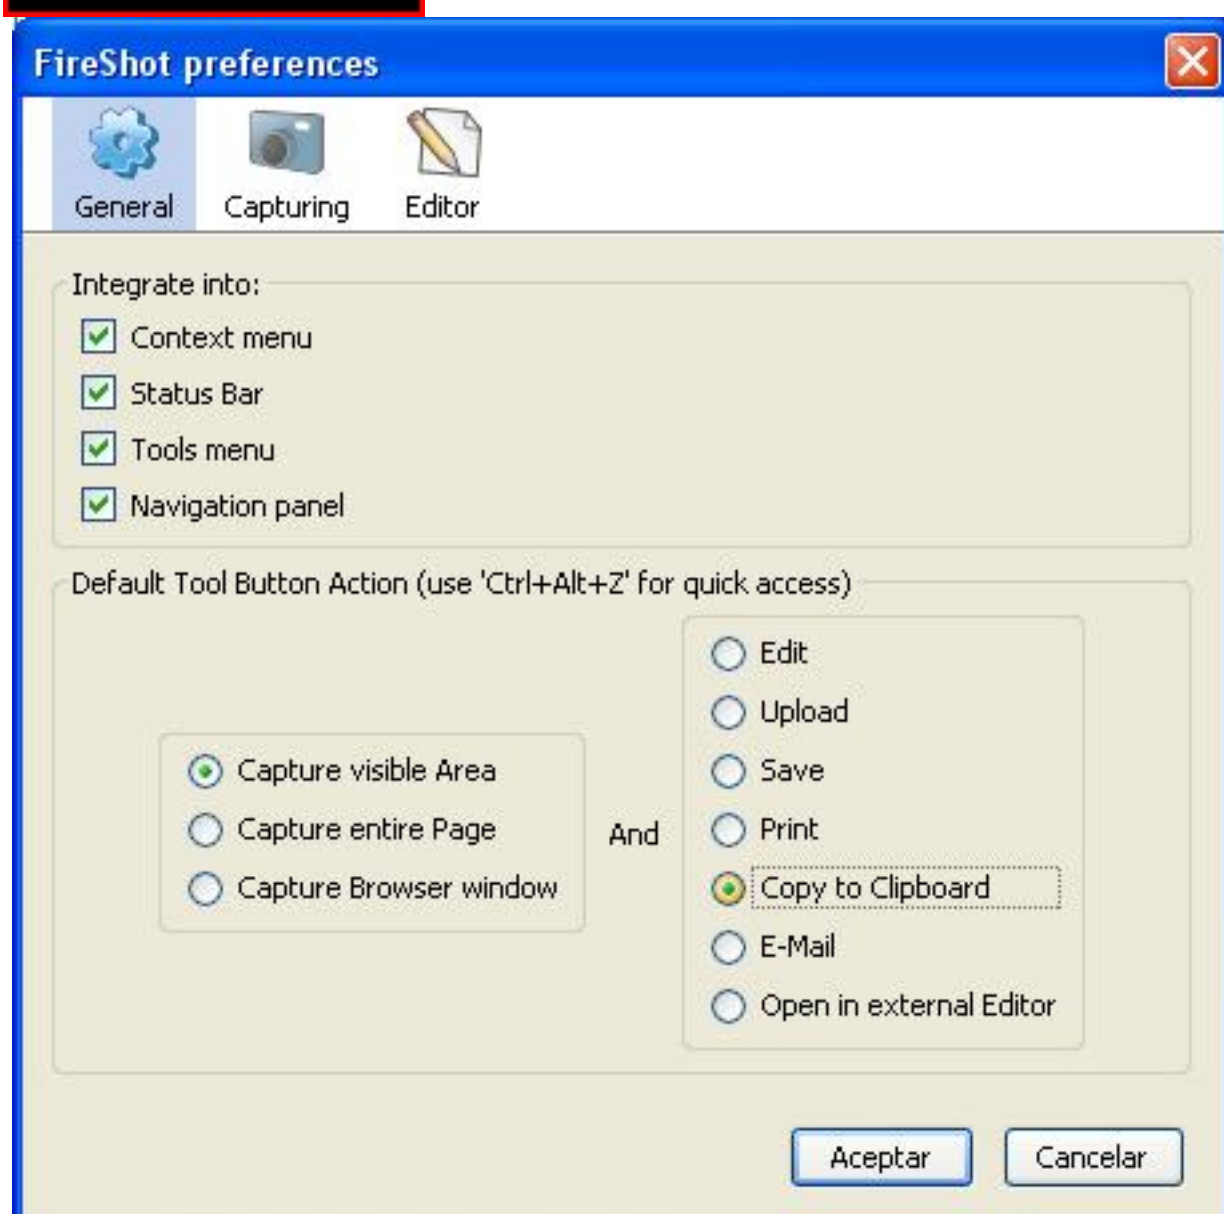 FireShot preferences
General Capturing Editor
Integrate into:
Context menu
Status Bar
Tools menu
Navigation panel
Default Tool Button Action (use 'Ctrl+Alt+Z' for quick access)
Capture visible Area
Capture entire Page
Capture Browser window
And
Edit
Upload
Save
Print
Copy to Clipboard
E-Mail
Open in external Editor
Aceptar Cancelar